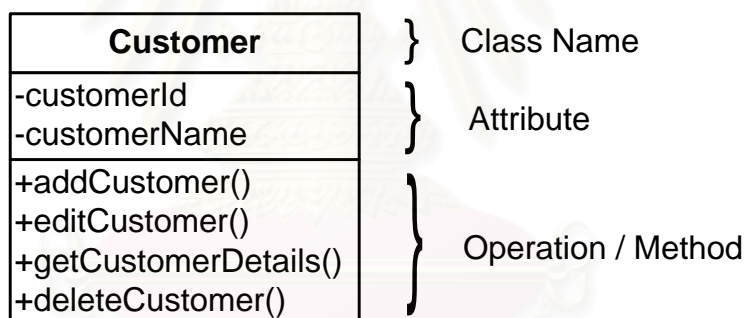 Customer
Class Name
-customerId
-customerName
Attribute
+addCustomer()
+editCustomer()
+getCustomerDetails()
+deleteCustomer()
Operation / Method